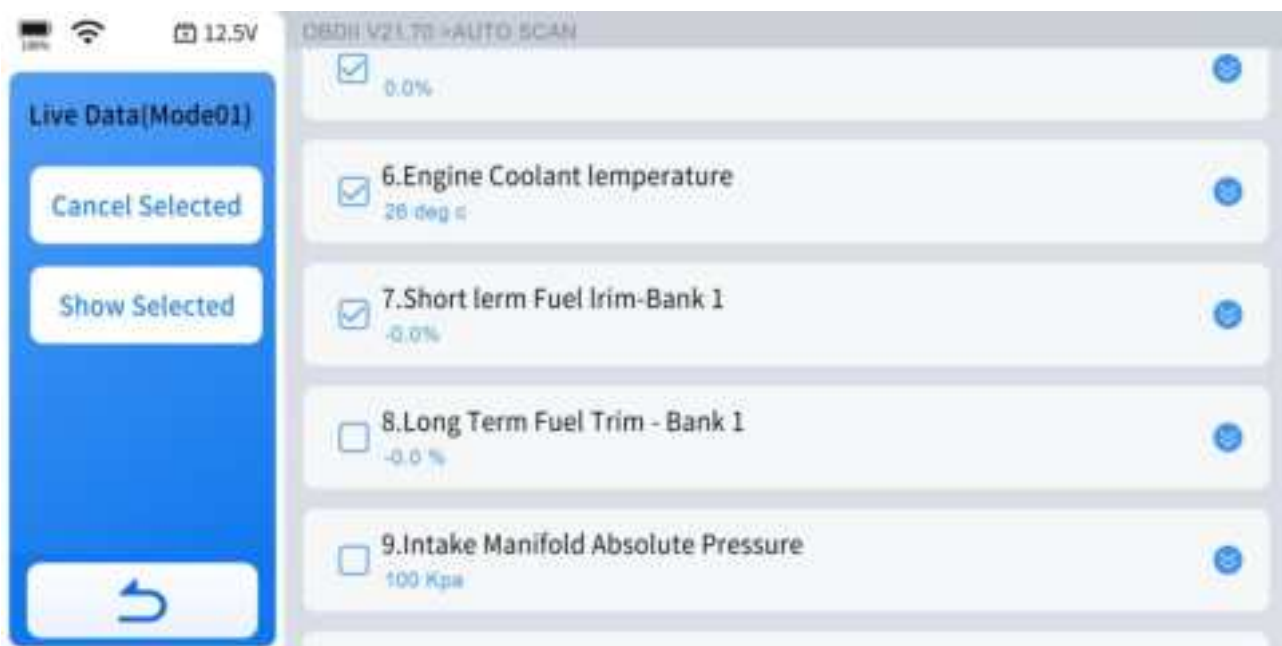 100%
12.5V
OBDII V21.70 >AUTO SCAN
Live Data(Mode01)
Cancel Selected
Show Selected
0.0%
6.Engine Coolant lemperature
26 deg c
7.Short lerm Fuel lrim-Bank 1
-0.0%
8.Long Term Fuel Trim - Bank 1
-0.0 %
9.Intake Manifold Absolute Pressure
100 Kpa